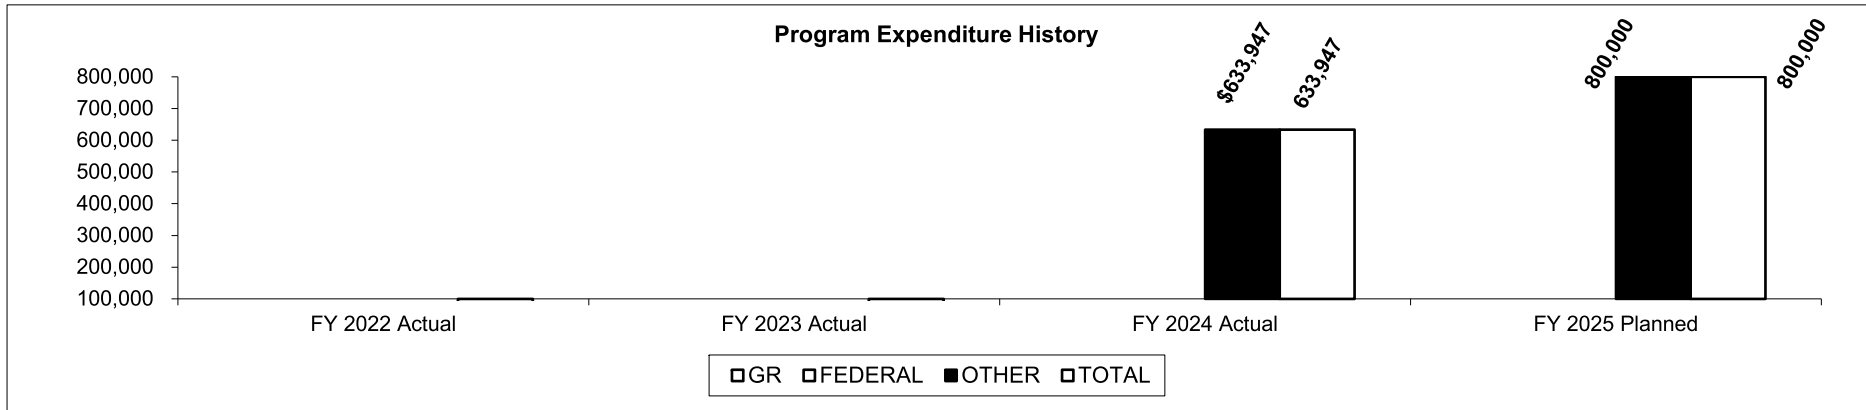 Program Expenditure History
$633,947
633,947
800,000
800,000
800,000
700,000
600,000
500,000
400,000
300,000
200,000
100,000
FY 2022 Actual
FY 2023 Actual
FY 2024 Actual
FY 2025 Planned
GR FEDERAL OTHER TOTAL